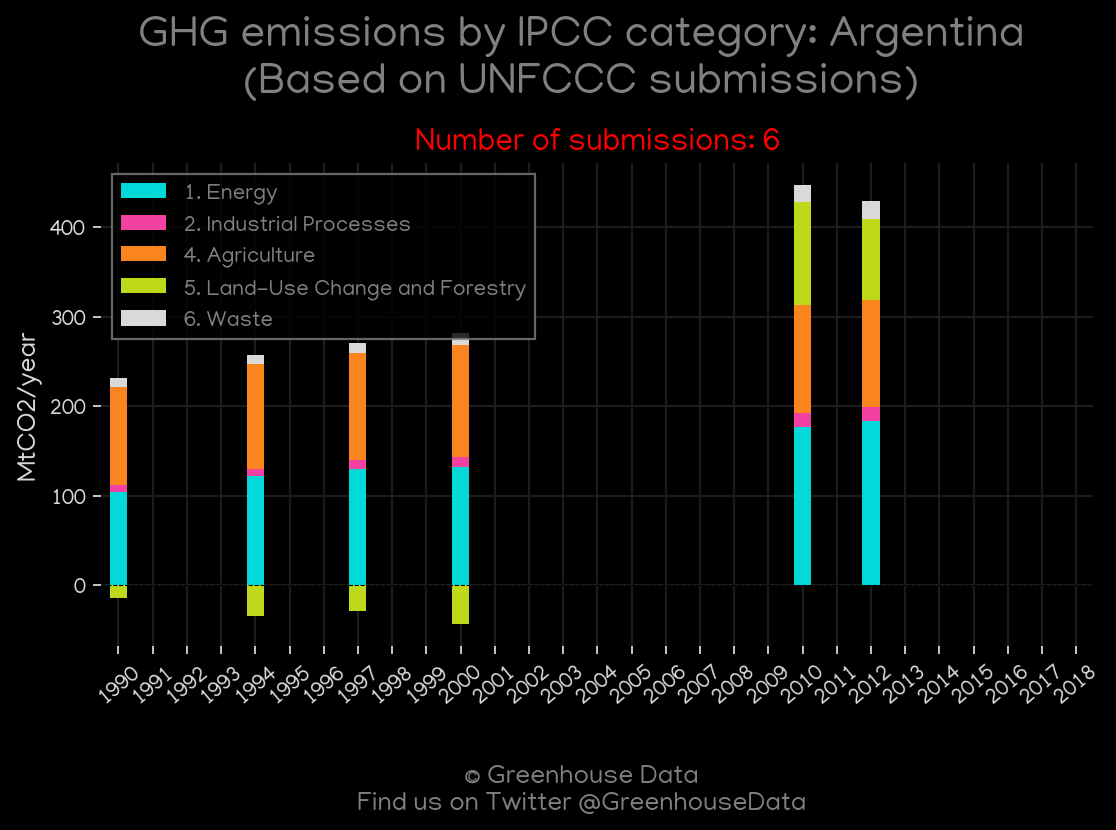 GHG emissions by IPCC category: Argentina
(Based on UNFCCC submissions)
Number of submissions: 6
1. Energy
2. Industrial Processes
4. Agriculture
5. Land-Use Change and Forestry
6. Waste
MtCO2/year
400
300
200
100
0
1990 1991 1992 1993 1994 1995 1996 1997 1998 1999 2000 2001 2002 2003 2004 2005 2006 2007 2008 2009 2010 2011 2012 2013 2014 2015 2016 2017 2018
© Greenhouse Data
Find us on Twitter @GreenhouseData